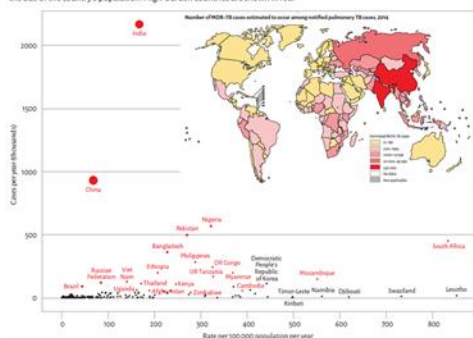 Number of MDR-TB cases estimated to occur among notified pulmonary TB cases, 2014
India
China
Nigeria
Pakistan
South Africa
Bangladesh
Philippines
Democratic
People's
Republic
of Korea
Ethiopia
DR Congo
Russian
Federation
Viet
Nam
UR Tanzania
Myanmar
Mozambique
Brazil
Thailand
Kenya
Cambodia
Uganda
Afghanistan
Zimbabwe
Timor-Leste
Namibia
Djibouti
Swaziland
Lesotho
Kiribati
2000
1500
1000
500
0
0
100
200
300
400
500
600
700
800
Cases per year (thousands)
Rate per 100 000 population per year